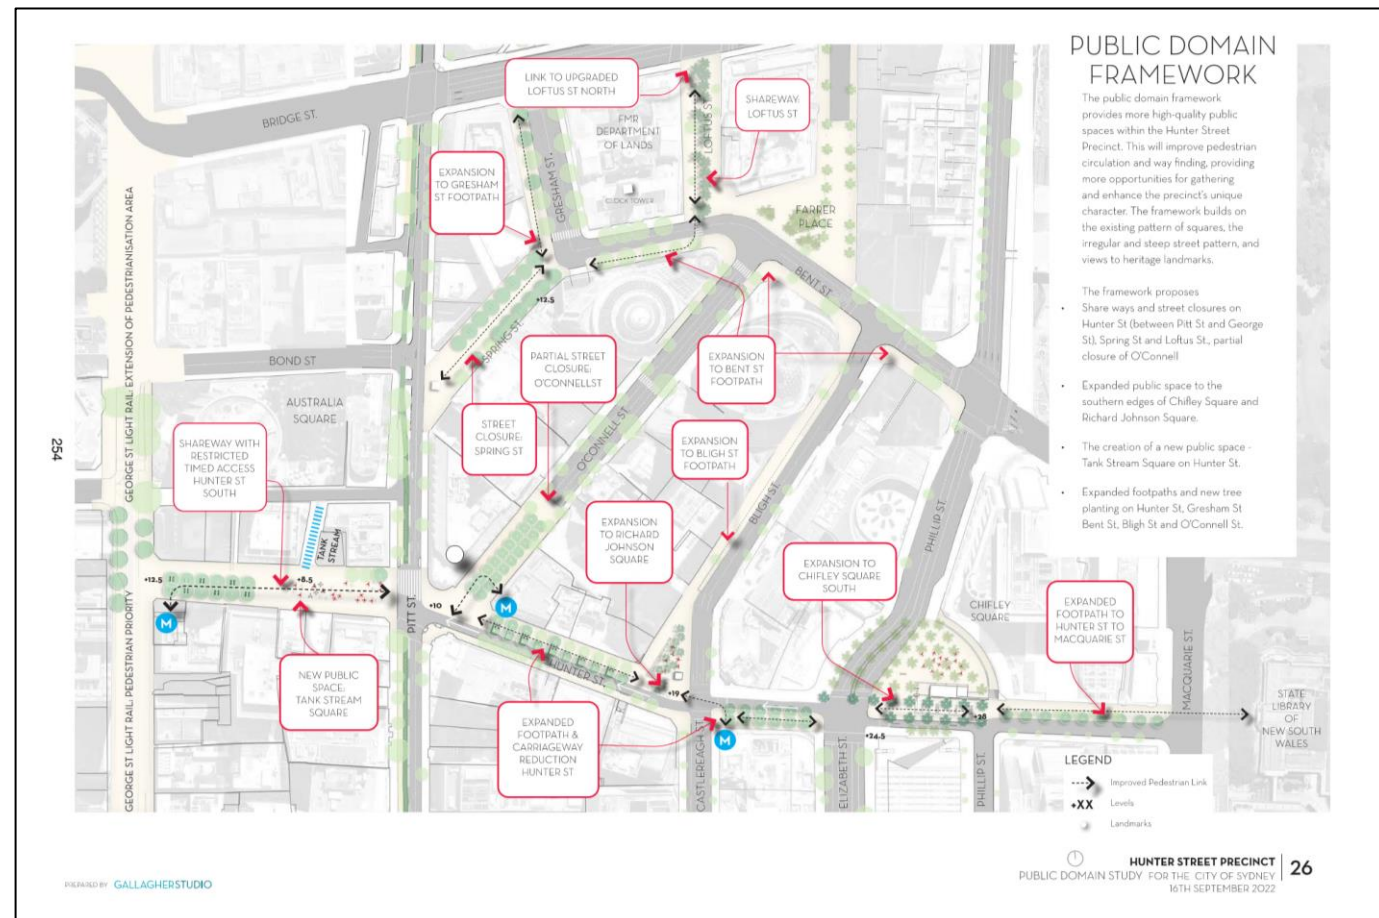 PUBLIC DOMAIN
FRAMEWORK
The public domain framework
provides more high-quality public
spaces within the Hunter Street
Precinct. This will improve pedestrian
circulation and way finding, providing
more opportunities for gathering
and enhance the precinct's unique
character. The framework builds on
the existing pattern of squares, the
irregular and steep street pattern, and
views to heritage landmarks.
The framework proposes
• Share ways and street closures on
Hunter St (between Pitt St and George
St), Spring St and Loftus St., partial
closure of O'Connell
• Expanded public space to the
southern edges of Chifley Square and
Richard Johnson Square.
• The creation of a new public space -
Tank Stream Square on Hunter St.
• Expanded footpaths and new tree
planting on Hunter St, Gresham St
Bent St, Bligh St and O'Connell St.
LINK TO UPGRADED
LOFTUS ST NORTH
SHAREWAY:
LOFTUS ST
LOFTUS ST.
BRIDGE ST.
FMR
DEPARTMENT
OF LANDS
CLOCK TOWER
EXPANSION
TO GRESHAM
ST FOOTPATH
GRESHAM ST.
FARRER
PLACE
BENT ST.
+12.5
SPRING ST.
BOND ST
PARTIAL STREET
CLOSURE:
O'CONNELLST
EXPANSION
TO BENT ST
FOOTPATH
AUSTRALIA
SQUARE
STREET
CLOSURE:
SPRING ST
O'CONNELL ST.
EXPANSION
TO BLIGH ST
FOOTPATH
BLIGH ST.
PHILLIP ST.
GEORGE ST LIGHT RAIL: EXTENSION OF PEDESTRIANISATION AREA
GEORGE ST LIGHT RAIL: PEDESTRIAN PRIORITY
254
SHAREWAY WITH
RESTRICTED
TIMED ACCESS
HUNTER ST
SOUTH
TANK
STREAM
EXPANSION
TO RICHARD
JOHNSON
SQUARE
EXPANSION TO
CHIFLEY SQUARE
SOUTH
CHIFLEY
SQUARE
EXPANDED
FOOTPATH TO
HUNTER ST TO
MACQUARIE ST
+12.5
+8.5
+10
PITT ST.
M
M
HUNTER ST.
+19
NEW PUBLIC
SPACE:
TANK STREAM
SQUARE
EXPANDED
FOOTPATH &
CARRIAGEWAY
REDUCTION
HUNTER ST
M
CASTLEREAGH ST.
ELIZABETH ST.
+24.5
PHILLIP ST.
MACQUARIE ST.
STATE
LIBRARY
OF
NEW SOUTH
WALES
LEGEND
Improved Pedestrian Link
+XX Levels
Landmarks
PREPARED BY GALLAGHERSTUDIO
HUNTER STREET PRECINCT
PUBLIC DOMAIN STUDY FOR THE CITY OF SYDNEY
16TH SEPTEMBER 2022
26